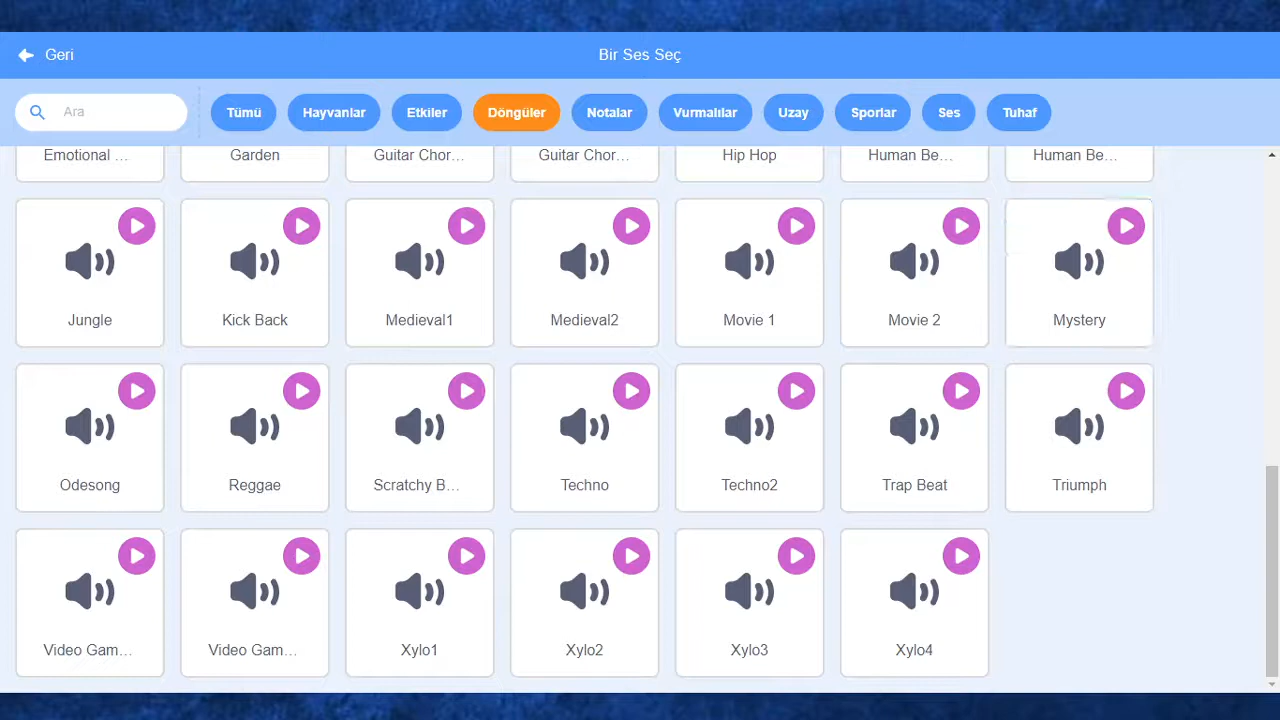 Geri
Bir Ses Seç
Ara
Tümü Hayvanlar Etkiler Döngüler Notalar Vurmalılar Uzay Sporlar Ses Tuhaf
Emotional ... Garden Guitar Chor... Guitar Chor... Hip Hop Human Be... Human Be...
Jungle Kick Back Medieval1 Medieval2 Movie 1 Movie 2 Mystery
Odesong Reggae Scratchy B... Techno Techno2 Trap Beat Triumph
Video Gam... Video Gam... Xylo1 Xylo2 Xylo3 Xylo4